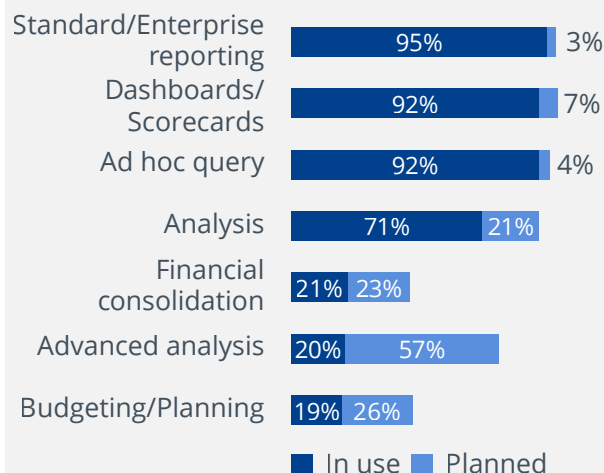 Standard/Enterprise
reporting
95% 3%
Dashboards/
Scorecards
92% 7%
Ad hoc query 92% 4%
Analysis 71% 21%
Financial
consolidation
21% 23%
Advanced analysis 20% 57%
Budgeting/Planning 19% 26%
In use Planned